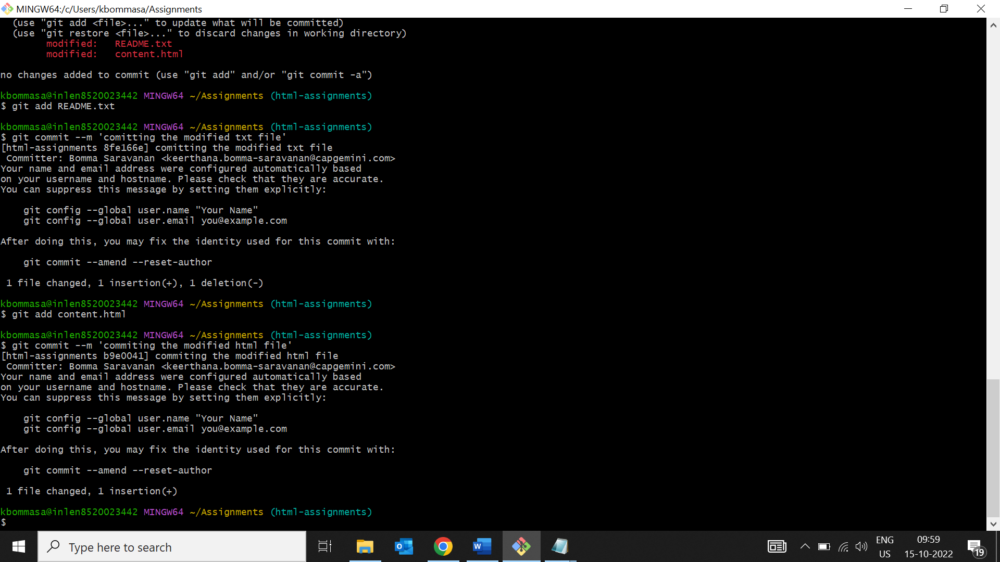 MINGW64:/c/Users/kbommasa/Assignments
(use "git add <file>..." to update what will be committed)
(use "git restore <file>..." to discard changes in working directory)
modified:   README.txt
modified:   content.html
no changes added to commit (use "git add" and/or "git commit -a")
kbommasa@inlen8520023442 MINGW64 ~/Assignments (html-assignments)
$ git add README.txt
kbommasa@inlen8520023442 MINGW64 ~/Assignments (html-assignments)
$ git commit --m 'comitting the modified txt file'
[html-assignments 8fe166e] comitting the modified txt file
Committer: Bomma Saravanan <keerthana.bomma-saravanan@capgemini.com>
Your name and email address were configured automatically based
on your username and hostname. Please check that they are accurate.
You can suppress this message by setting them explicitly:
git config --global user.name "Your Name"
git config --global user.email you@example.com
After doing this, you may fix the identity used for this commit with:
git commit --amend --reset-author
1 file changed, 1 insertion(+), 1 deletion(-)
kbommasa@inlen8520023442 MINGW64 ~/Assignments (html-assignments)
$ git add content.html
kbommasa@inlen8520023442 MINGW64 ~/Assignments (html-assignments)
$ git commit --m 'commiting the modified html file'
[html-assignments b9e0041] commiting the modified html file
Committer: Bomma Saravanan <keerthana.bomma-saravanan@capgemini.com>
Your name and email address were configured automatically based
on your username and hostname. Please check that they are accurate.
You can suppress this message by setting them explicitly:
git config --global user.name "Your Name"
git config --global user.email you@example.com
After doing this, you may fix the identity used for this commit with:
git commit --amend --reset-author
1 file changed, 1 insertion(+)
kbommasa@inlen8520023442 MINGW64 ~/Assignments (html-assignments)
$
Type here to search
ENG
US
09:59
15-10-2022
19